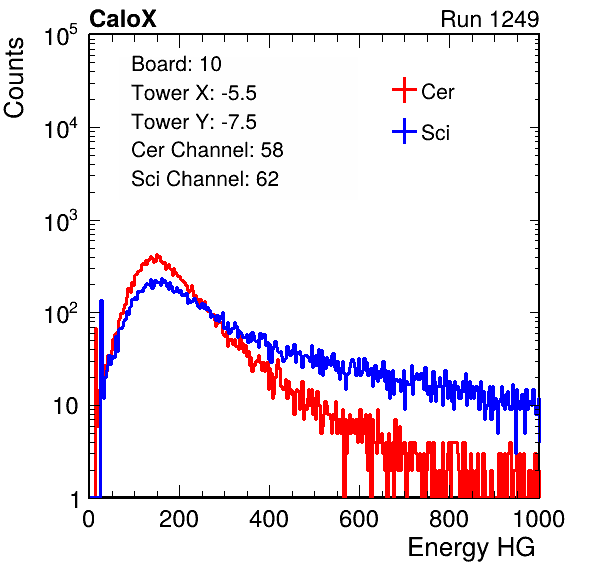 CaloX Run 1249
Counts
Board: 10
Tower X: -5.5
Tower Y: -7.5
Cer Channel: 58
Sci Channel: 62
Cer
Sci
10^5
10^4
10^3
10^2
10
1
0 200 400 600 800 1000
Energy HG